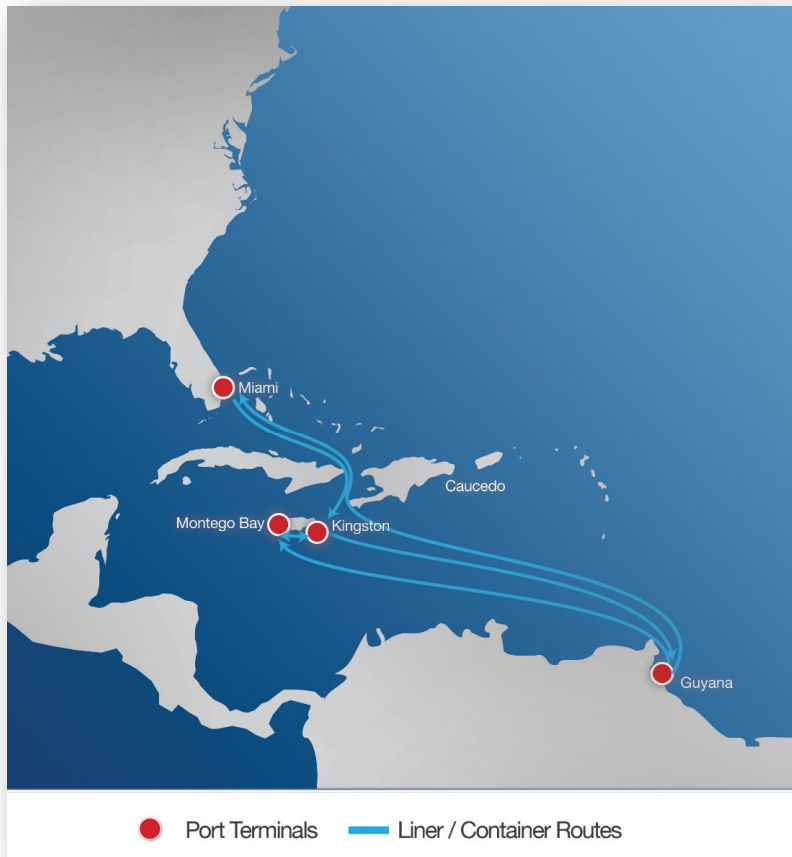 Miami
Caucedo
Montego Bay
Kingston
Guyana
Port Terminals
Liner / Container Routes